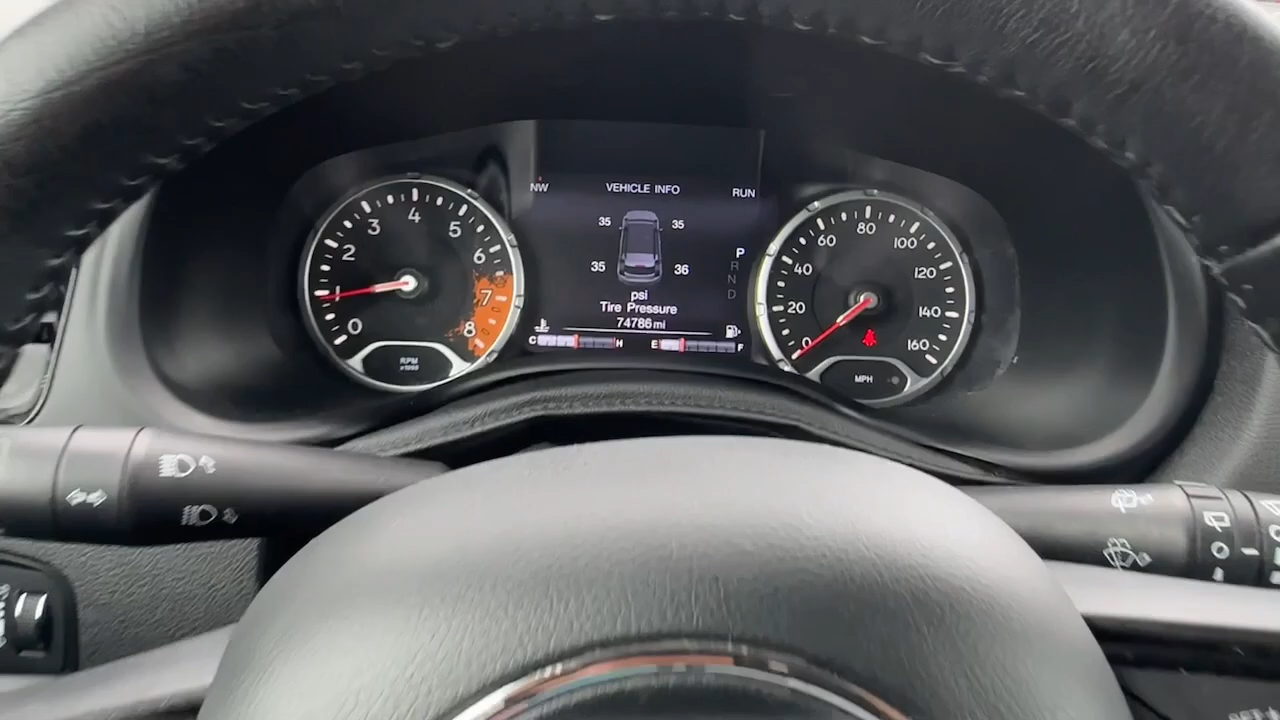 NW VEHICLE INFO RUN
35 35
35 36
psi
Tire Pressure
74786 mi
P
R
N
D
C H E F
0 1 2 3 4 5 6 7 8
RPM
x1000
0 20 40 60 80 100 120 140 160
MPH